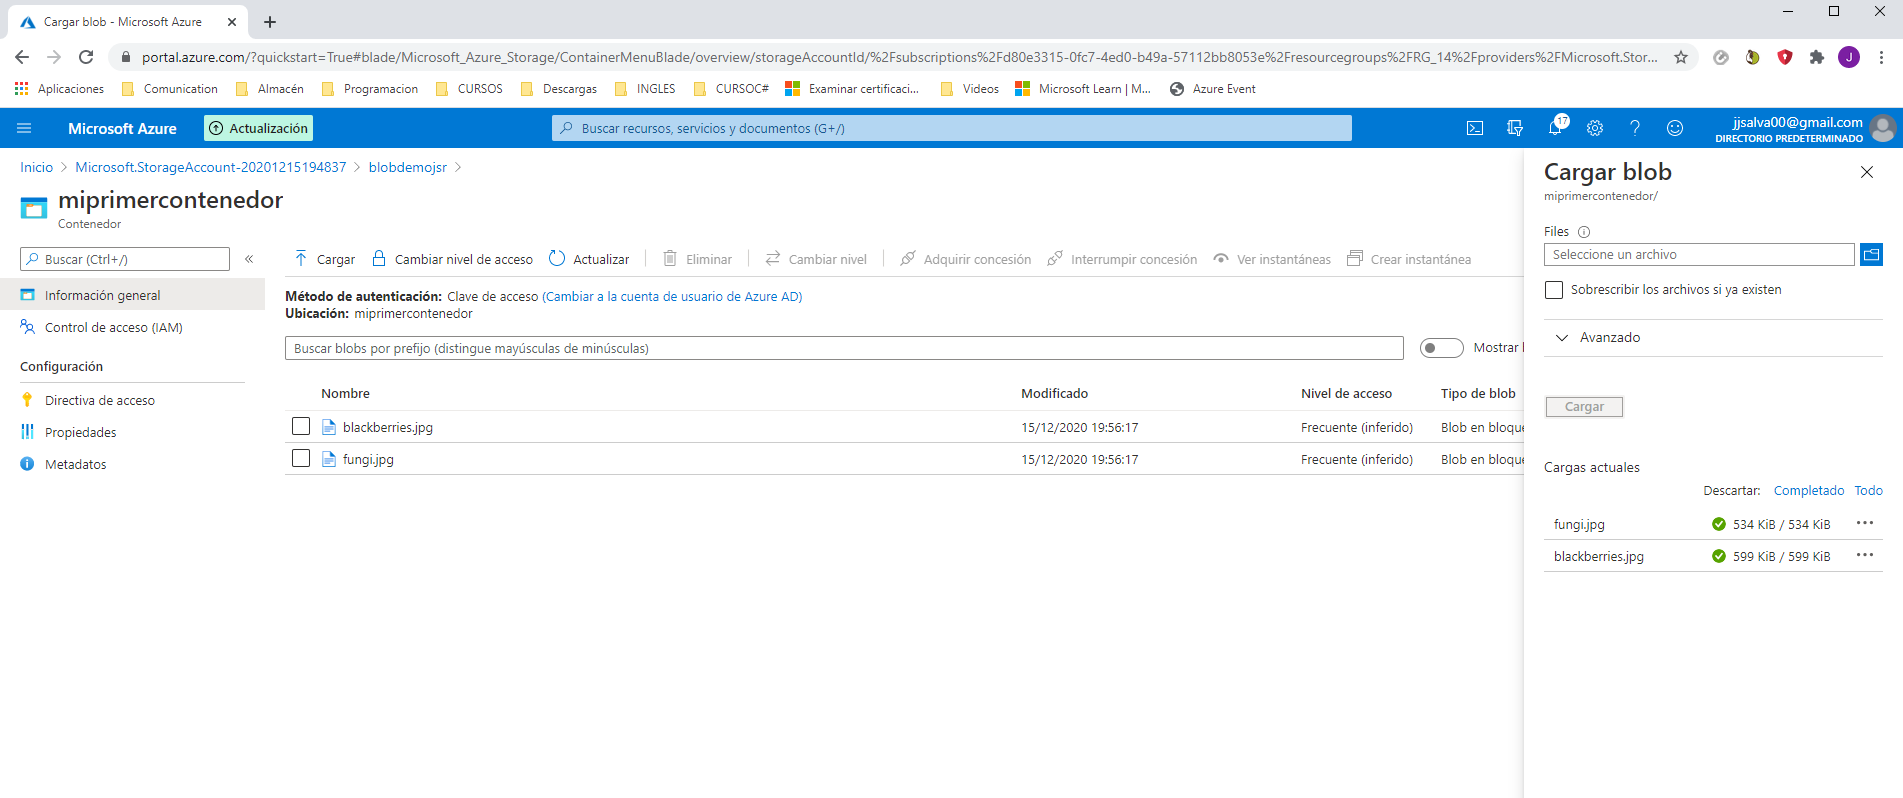 Cargar blob - Microsoft Azure
portal.azure.com/?quickstart=True#blade/Microsoft_Azure_Storage/ContainerMenuBlade/overview/storageAccountId/%2Fsubscriptions%2Fd80e3315-0fc7-4ed0-b49a-57112bb8053e%2Fresourcegroups%2FRG_14%2Fproviders%2FMicrosoft.Stor...
J
Aplicaciones Comunication Almacén Programacion CURSOS Descargas INGLES CURSOC# Examinar certificaci... Videos Microsoft Learn | M... Azure Event
Microsoft Azure Actualización Buscar recursos, servicios y documentos (G+/) 17 jjsalva00@gmail.com
DIRECTORIO PREDETERMINADO
Inicio > Microsoft.StorageAccount-20201215194837 > blobdemojsr >
miprimercontenedor
Contenedor
Buscar (Ctrl+/) «
Información general
Control de acceso (IAM)
Configuración
Directiva de acceso
Propiedades
Metadatos
Cargar Cambiar nivel de acceso Actualizar Eliminar Cambiar nivel Adquirir concesión Interrumpir concesión Ver instantáneas Crear instantánea
Método de autenticación: Clave de acceso (Cambiar a la cuenta de usuario de Azure AD)
Ubicación: miprimercontenedor
Buscar blobs por prefijo (distingue mayúsculas de minúsculas) Mostrar
Nombre Modificado Nivel de acceso Tipo de blob
blackberries.jpg 15/12/2020 19:56:17 Frecuente (inferido) Blob en bloque
fungi.jpg 15/12/2020 19:56:17 Frecuente (inferido) Blob en bloque
Cargar blob
miprimercontenedor/
Files
Seleccione un archivo
Sobrescribir los archivos si ya existen
Avanzado
Cargar
Cargas actuales
Descartar: Completado Todo
fungi.jpg 534 KiB / 534 KiB ...
blackberries.jpg 599 KiB / 599 KiB ...